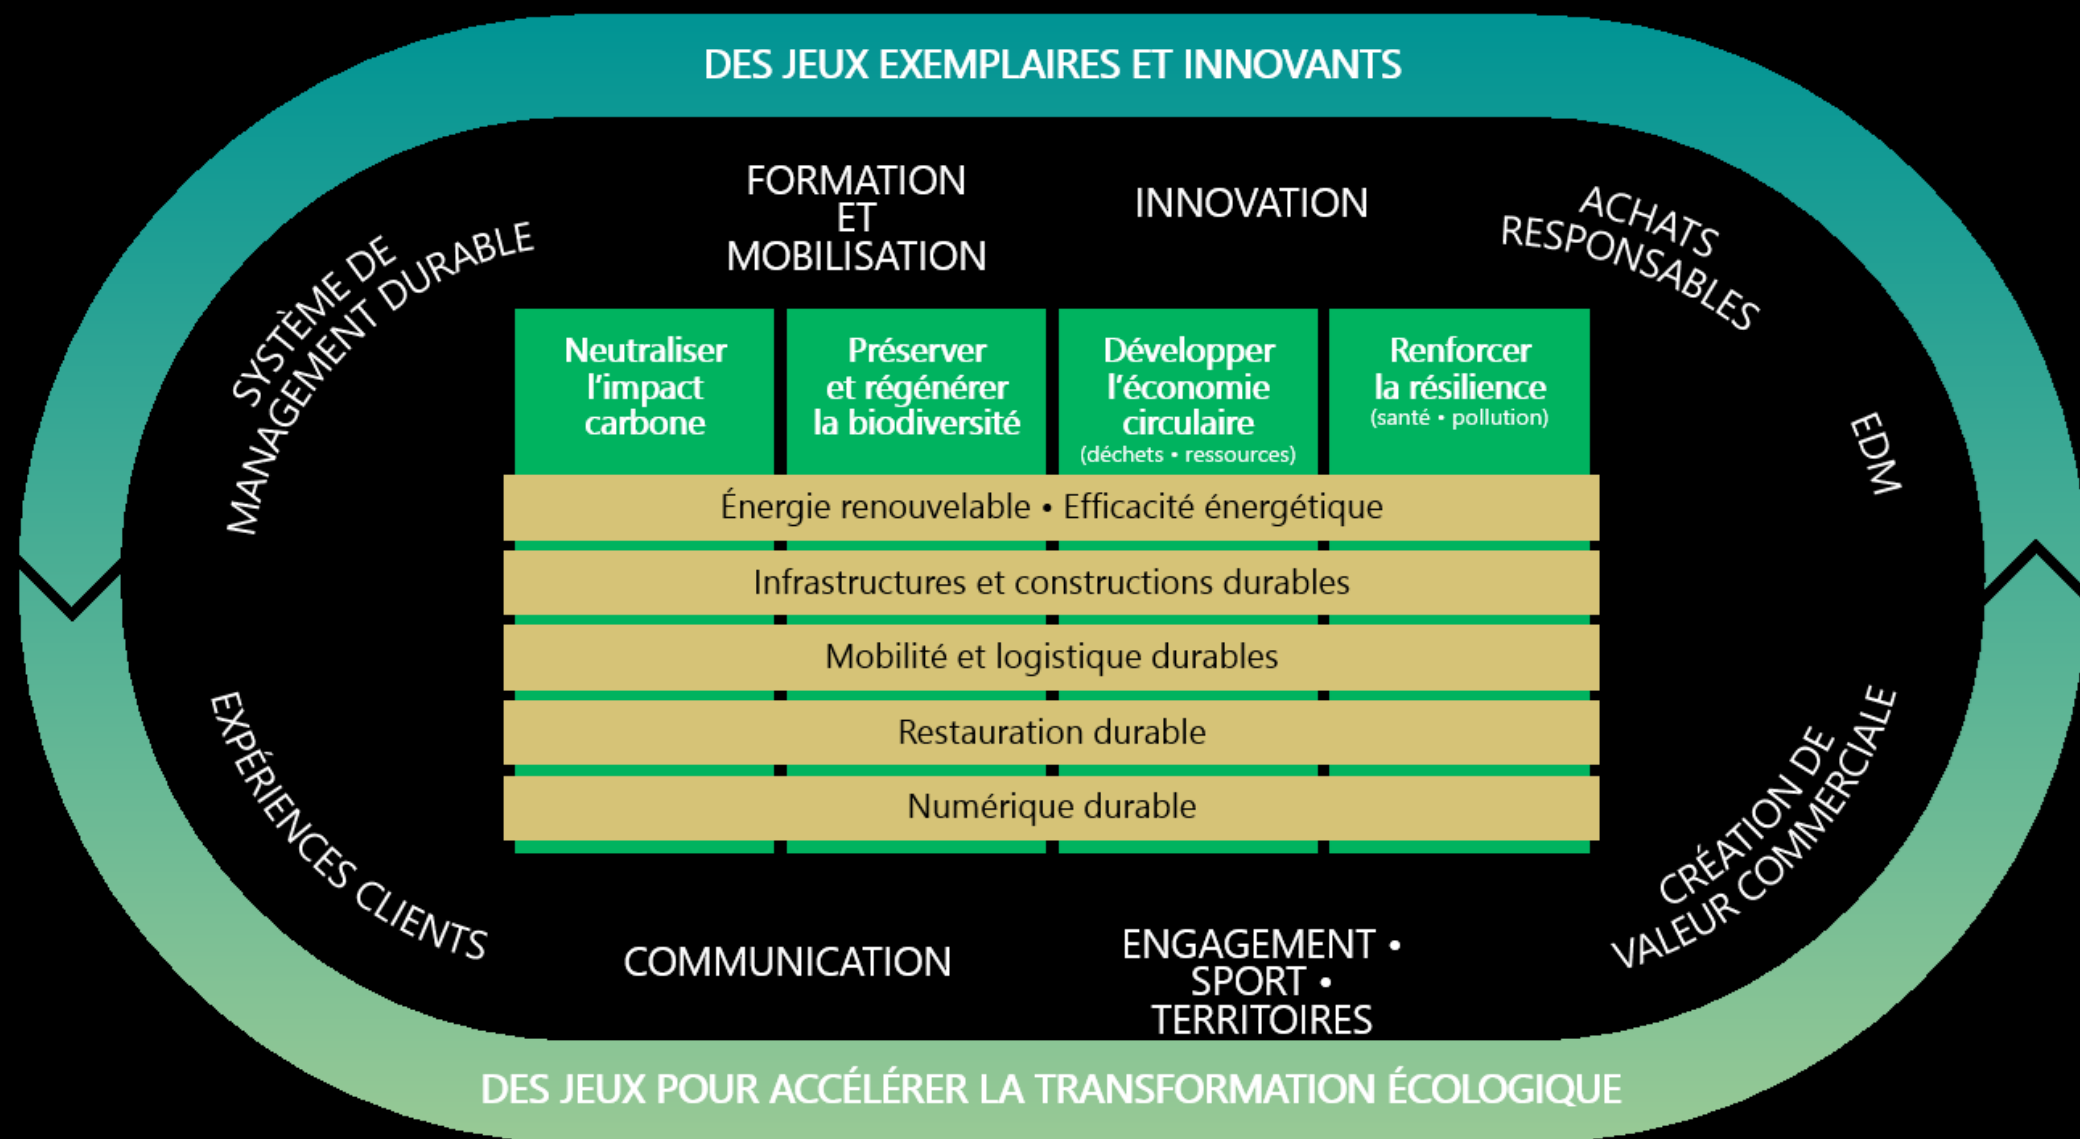 DES JEUX EXEMPLAIRES ET INNOVANTS
SYSTÈME DE
MANAGEMENT DURABLE
FORMATION
ET
MOBILISATION
INNOVATION
ACHATS
RESPONSABLES
EDM
Neutraliser
l'impact
carbone
Préserver
et régénérer
la biodiversité
Développer
l'économie
circulaire
(déchets • ressources)
Renforcer
la résilience
(santé • pollution)
Énergie renouvelable • Efficacité énergétique
Infrastructures et constructions durables
Mobilité et logistique durables
Restauration durable
Numérique durable
EXPÉRIENCES CLIENTS
COMMUNICATION
ENGAGEMENT •
SPORT •
TERRITOIRES
CRÉATION DE
VALEUR COMMERCIALE
DES JEUX POUR ACCÉLÉRER LA TRANSFORMATION ÉCOLOGIQUE